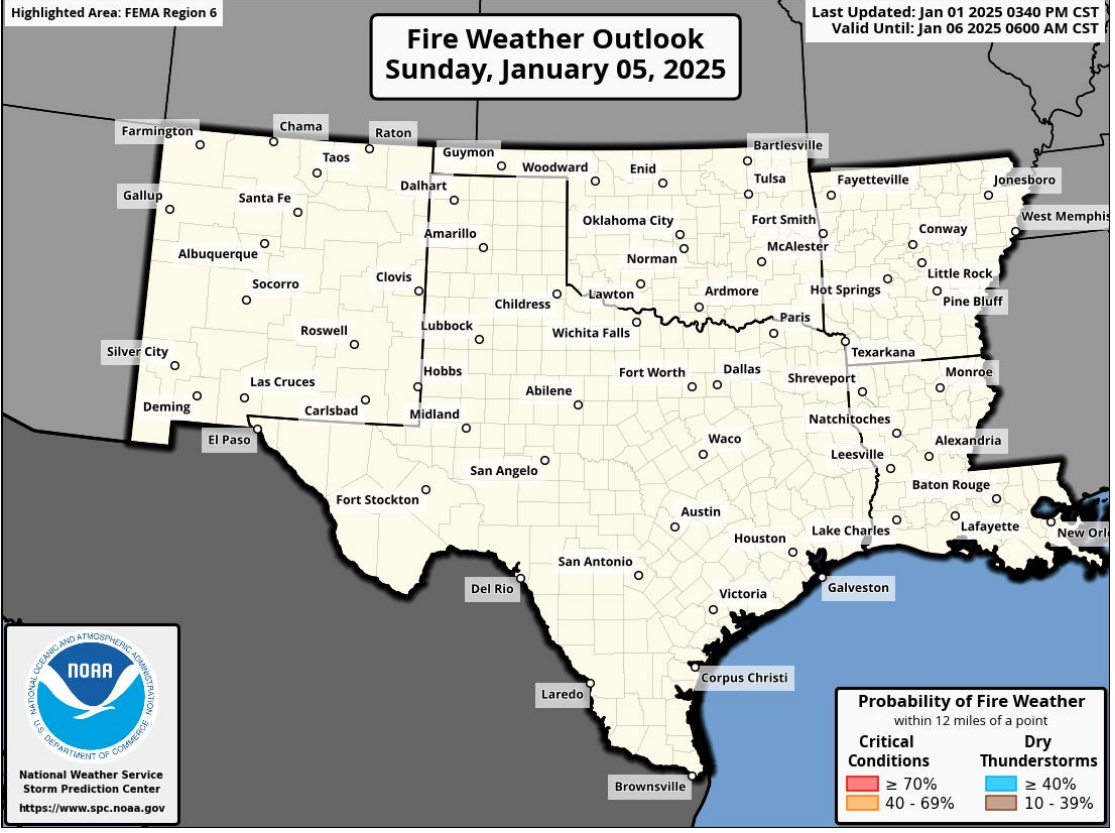 Highlighted Area: FEMA Region 6
Last Updated: Jan 01 2025 0340 PM CST
Valid Until: Jan 06 2025 0600 AM CST
Fire Weather Outlook
Sunday, January 05, 2025
Farmington
Chama
Raton
Taos
Guymon
Woodward
Enid
Bartlesville
Tulsa
Fayetteville
Jonesboro
Gallup
Santa Fe
Dalhart
Oklahoma City
Fort Smith
West Memphis
Albuquerque
Amarillo
Norman
McAlester
Conway
Socorro
Clovis
Childress
Lawton
Ardmore
Hot Springs
Little Rock
Pine Bluff
Roswell
Lubbock
Wichita Falls
Paris
Texarkana
Silver City
Las Cruces
Hobbs
Abilene
Fort Worth
Dallas
Shreveport
Monroe
Deming
Carlsbad
Midland
Natchitoches
El Paso
Waco
Leesville
Alexandria
San Angelo
Fort Stockton
Baton Rouge
Austin
Houston
Lake Charles
Lafayette
New Orl
San Antonio
Del Rio
Victoria
Galveston
Laredo
Corpus Christi
Brownsville
NATIONAL OCEANIC AND ATMOSPHERIC ADMINISTRATION
NOAA
U.S. DEPARTMENT OF COMMERCE
National Weather Service
Storm Prediction Center
https://www.spc.noaa.gov
Probability of Fire Weather
within 12 miles of a point
Critical Conditions
Dry Thunderstorms
≥ 70%
≥ 40%
40 - 69%
10 - 39%